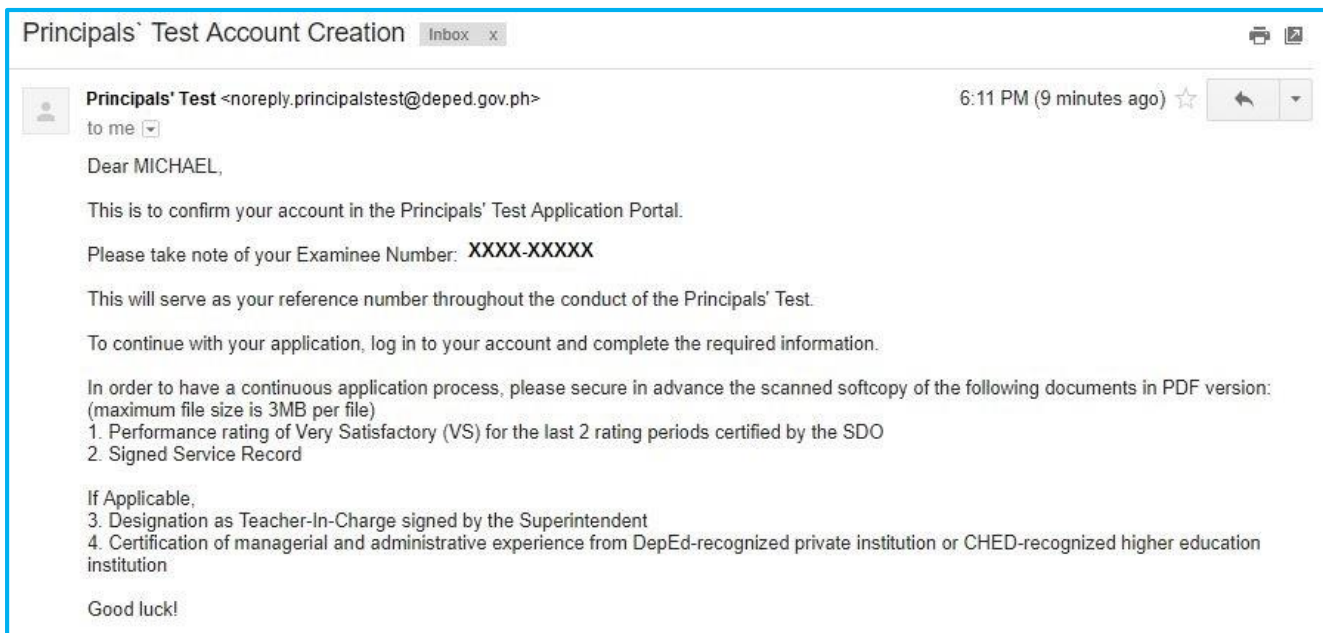 Principals` Test Account Creation Inbox x
Principals' Test <noreply.principalstest@deped.gov.ph> 6:11 PM (9 minutes ago)
to me
Dear MICHAEL,
This is to confirm your account in the Principals' Test Application Portal.
Please take note of your Examinee Number: XXXX-XXXXX
This will serve as your reference number throughout the conduct of the Principals' Test.
To continue with your application, log in to your account and complete the required information.
In order to have a continuous application process, please secure in advance the scanned softcopy of the following documents in PDF version:
(maximum file size is 3MB per file)
1. Performance rating of Very Satisfactory (VS) for the last 2 rating periods certified by the SDO
2. Signed Service Record
If Applicable,
3. Designation as Teacher-In-Charge signed by the Superintendent
4. Certification of managerial and administrative experience from DepEd-recognized private institution or CHED-recognized higher education
institution
Good luck!